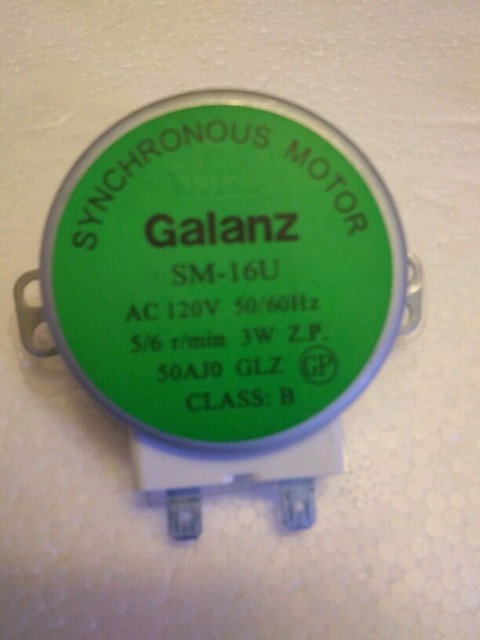 SYNCHRONOUS MOTOR
Galanz
SM-16U
AC 120V 50/60Hz
5/6 r/min 3W Z.P.
50AJ0 GLZ GP
CLASS: B